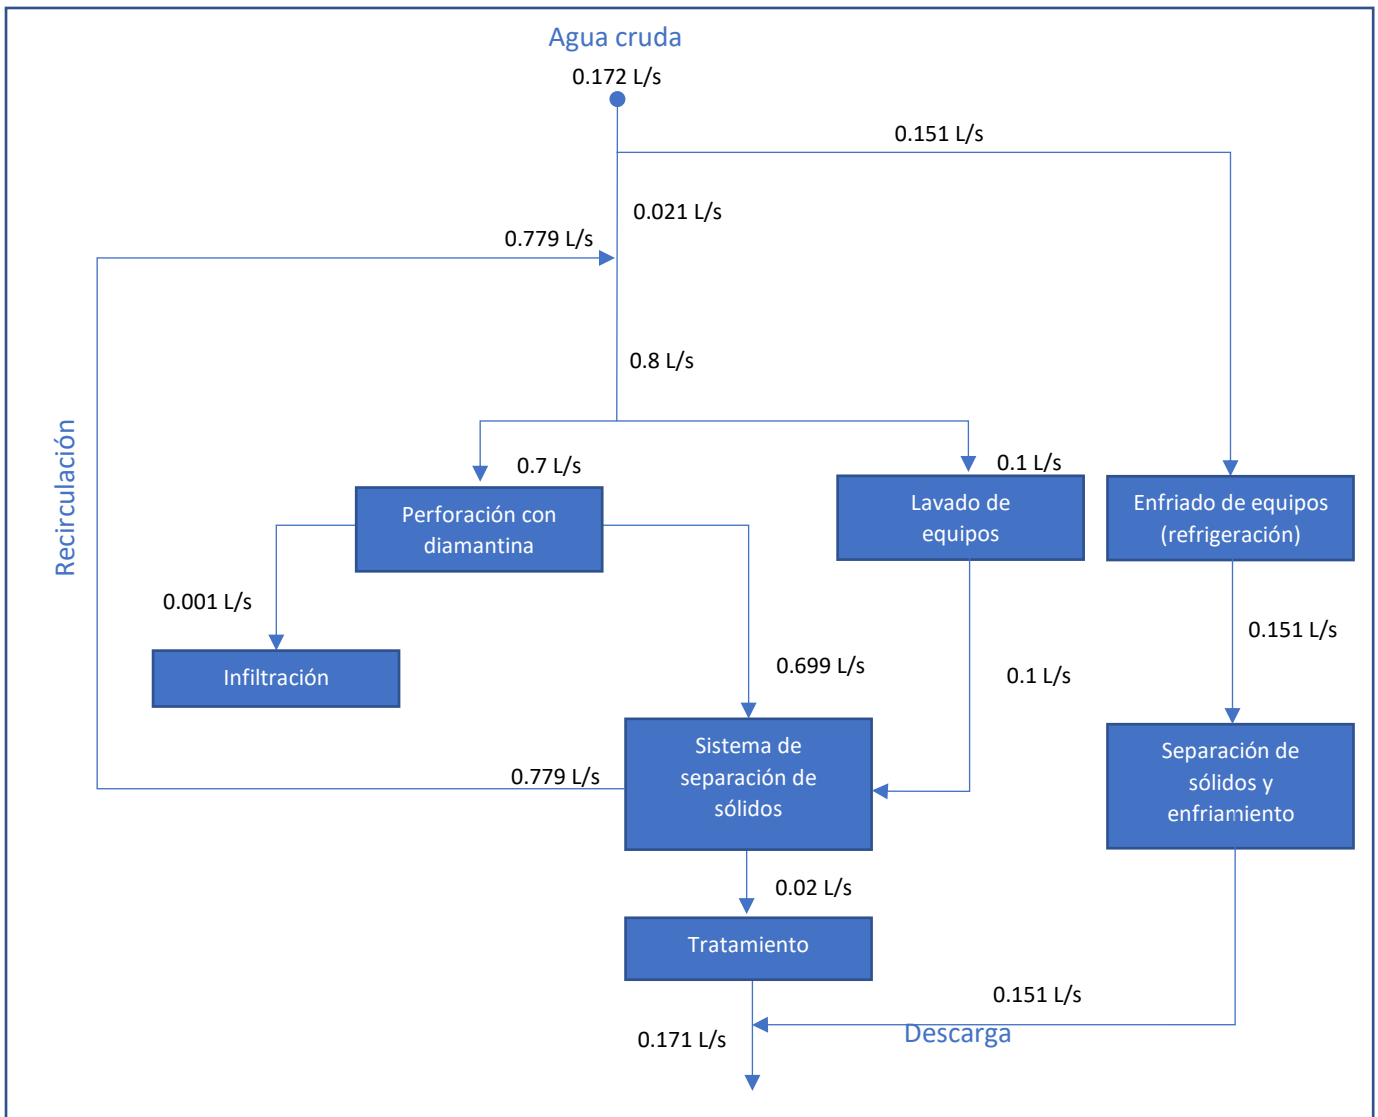 Agua cruda
0.172 L/s
0.151 L/s
0.021 L/s
0.779 L/s
0.8 L/s
Recirculación
0.7 L/s
0.1 L/s
Perforación con
diamantina
Lavado de
equipos
Enfriado de equipos
(refrigeración)
0.001 L/s
0.151 L/s
Infiltración
0.699 L/s
0.1 L/s
0.779 L/s
Sistema de
separación de
sólidos
Separación de
sólidos y
enfriamiento
0.02 L/s
Tratamiento
0.151 L/s
0.171 L/s
Descarga